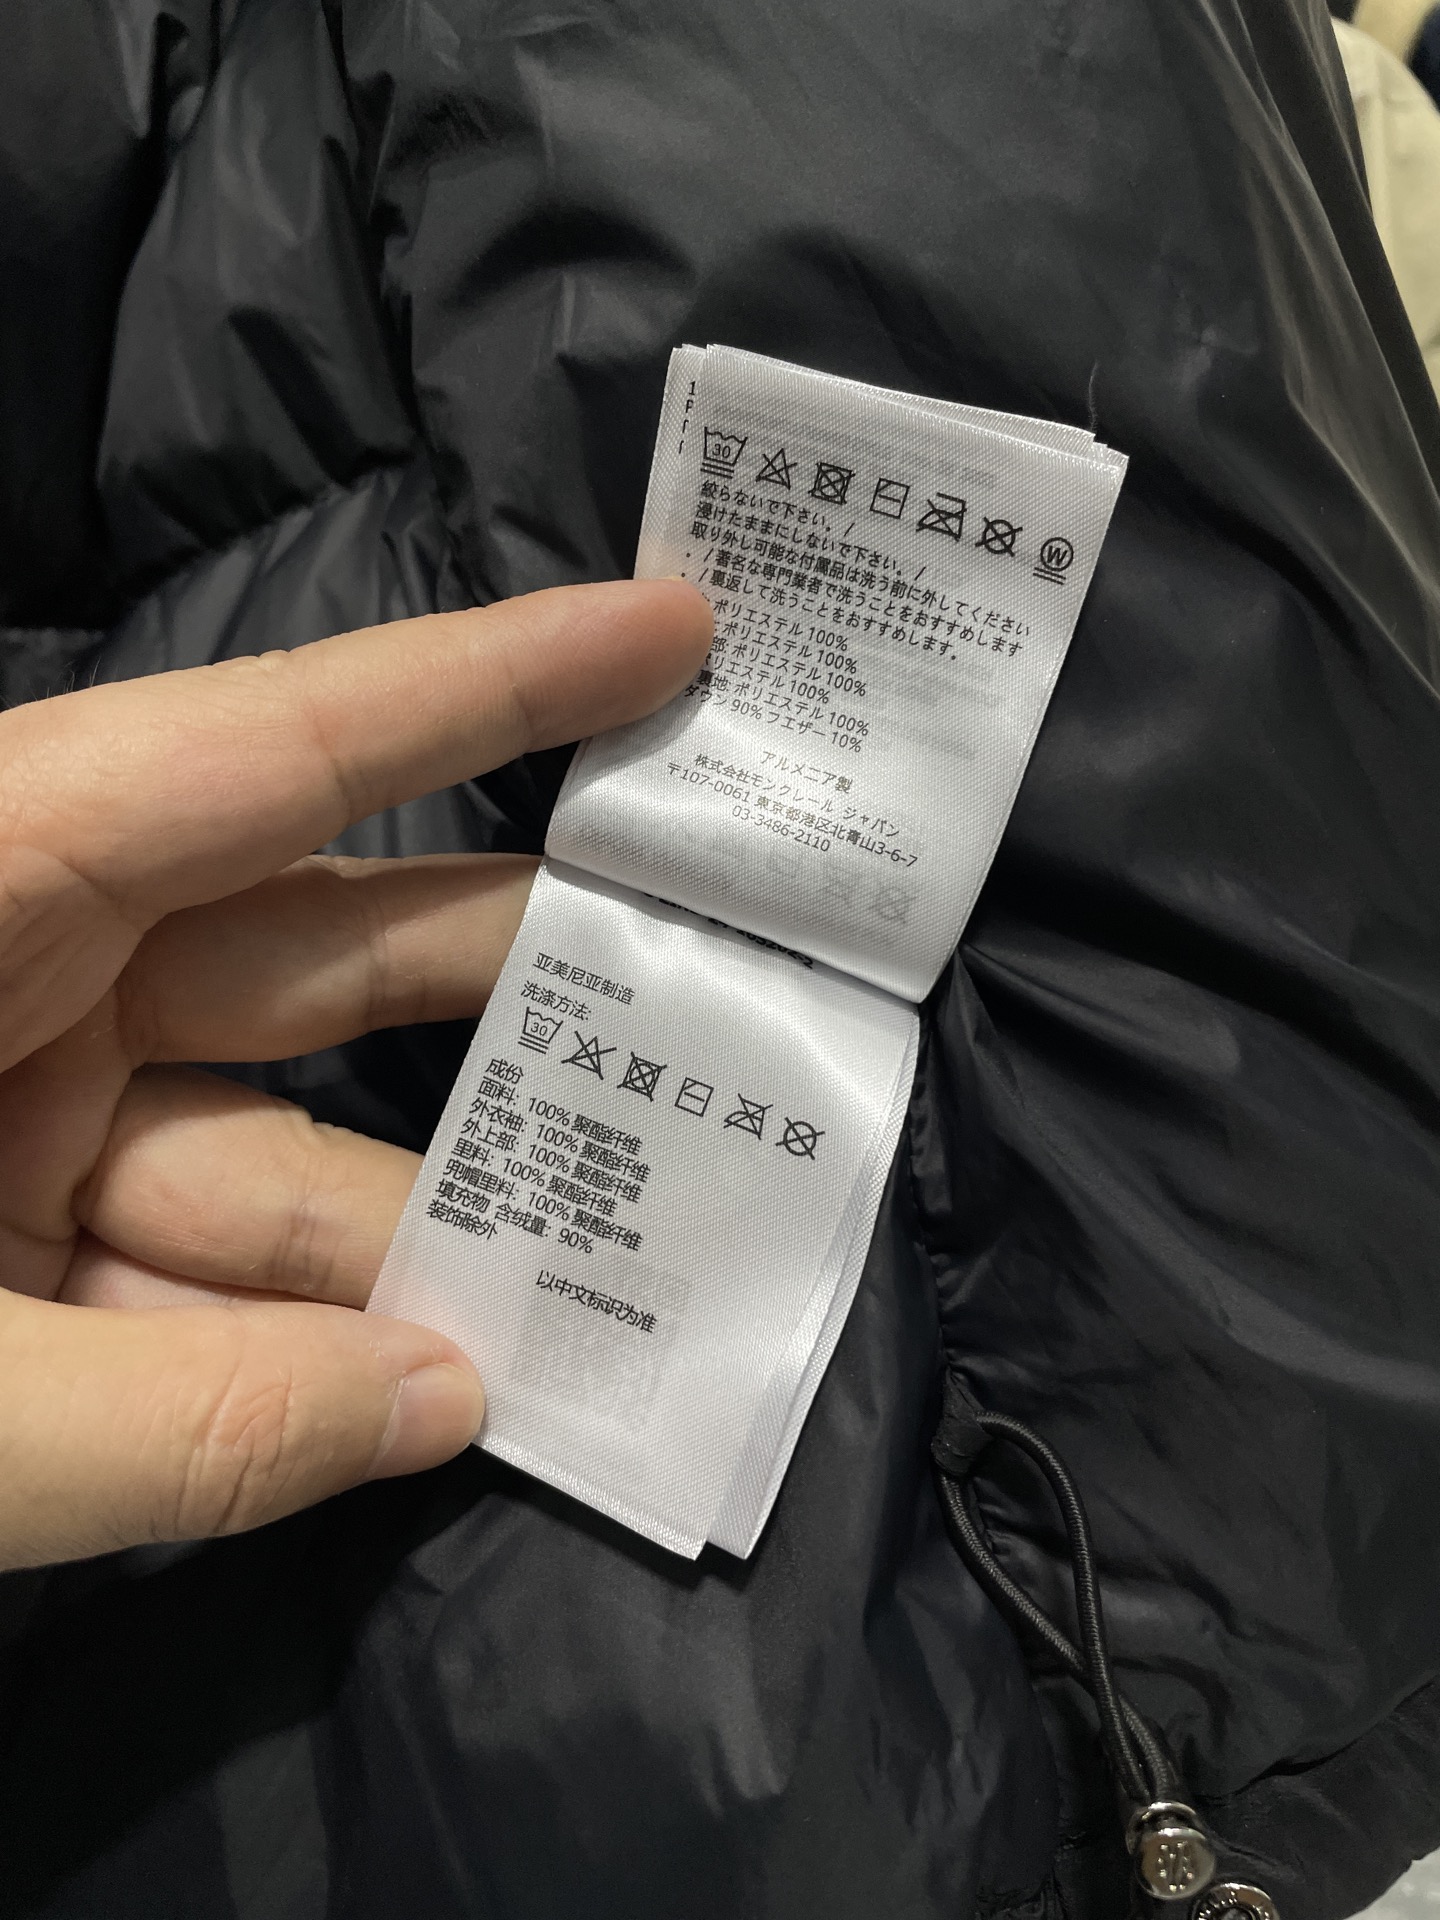 30
W
絞らないで下さい。/
浸けたままにしないで下さい。/
取り外し可能な付属品は洗う前に外してください
。/著名な専門業者で洗うことをおすすめします
。/裏返して洗うことをおすすめします。
ポリエステル 100%
ポリエステル 100%
部: ポリエステル 100%
ポリエステル 100%
裏地: ポリエステル 100%
ダウン 90% フエザー 10%
アルメニア製
株式会社モンクレール ジャパン
〒107-0061 東京都港区北青山3-6-7
03-3486-2110
亚美尼亚制造
洗涤方法:
30
成份
面料: 100% 聚酯纤维
外衣袖: 100% 聚酯纤维
外上部: 100% 聚酯纤维
里料: 100% 聚酯纤维
兜帽里料: 100% 聚酯纤维
填充物 含绒量: 90%
装饰除外
以中文标识为准